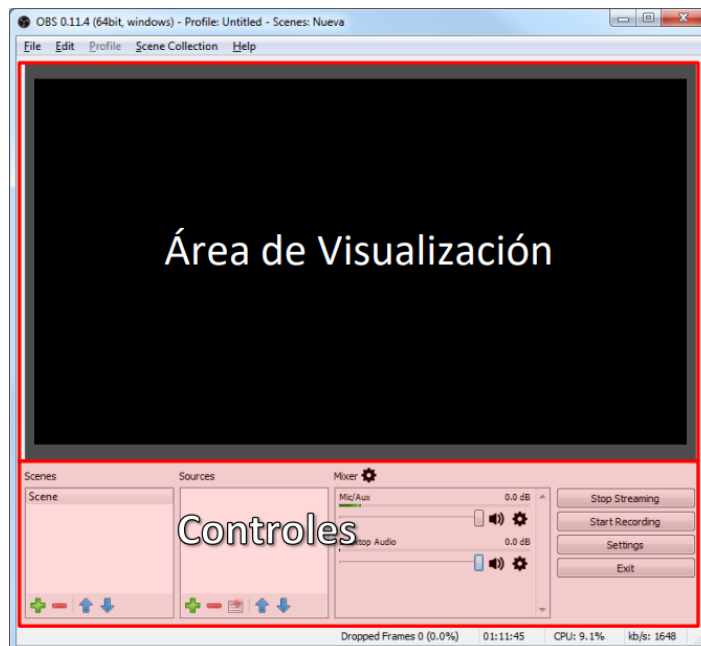 OBS 0.11.4 (64bit, windows) - Profile: Untitled - Scenes: Nueva
File Edit Profile Scene Collection Help
Área de Visualización
Scenes Sources Mixer
Scene
Mic/Aux 0.0 dB
Stop Streaming
Start Recording
Controles
Audio 0.0 dB
Settings
Exit
Dropped Frames 0 (0.0%) 01:11:45 CPU: 9.1% kb/s: 1648